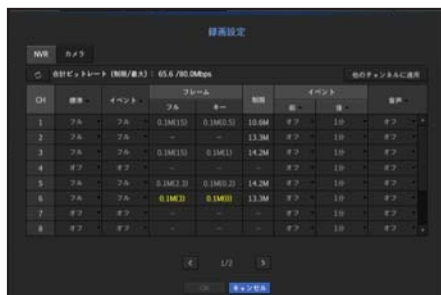 録画設定
NVR カメラ
合計ビットレート (制限/最大) : 65.6 /80.0Mbps 他のチャンネルに適用
CH 標準 イベント フレーム 制限 イベント 音声
フル キー 前 後
1 フル フル 0.1M(15) 0.1M(0.5) 10.6M オフ 1分 オフ
2 フル フル -- -- 13.3M オフ 1分 オフ
3 フル フル 0.1M(15) 0.1M(1) 14.2M オフ 1分 オフ
4 オフ フル -- -- -- オフ 1分 オフ
5 フル フル 0.1M(2.3) 0.1M(0.2) 14.2M オフ 1分 オフ
6 フル フル 0.1M(3) 0.1M(0) 13.3M オフ 1分 オフ
7 オフ オフ -- -- -- オフ 1分 オフ
8 オフ オフ -- -- -- オフ 1分 オフ
< 1/2 >
OK キャンセル